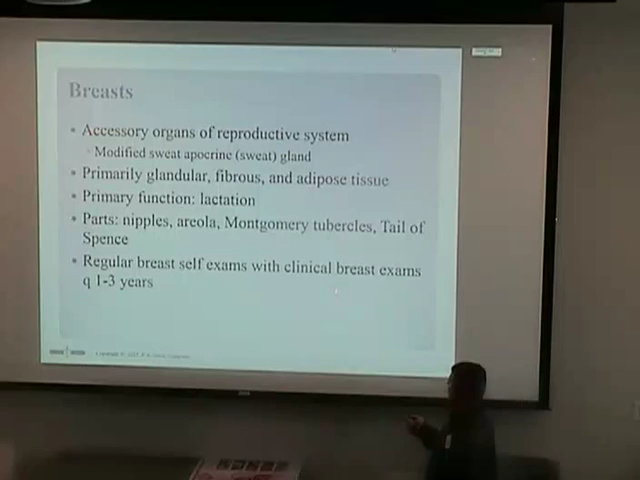 Breasts
• Accessory organs of reproductive system
◦ Modified sweat apocrine (sweat) gland
• Primarily glandular, fibrous, and adipose tissue
• Primary function: lactation
• Parts: nipples, areola, Montgomery tubercles, Tail of
Spence
• Regular breast self exams with clinical breast exams
q 1-3 years